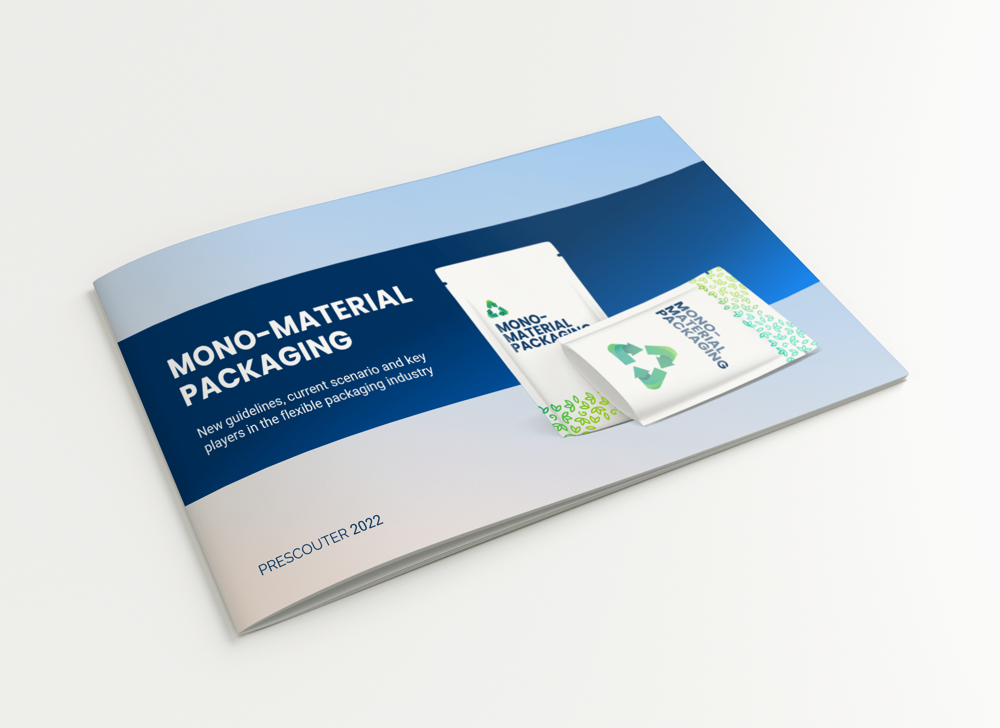 MONO-MATERIAL
PACKAGING
New guidelines, current scenario and key
players in the flexible packaging industry
PRESCOUTER 2022
MONO-
MATERIAL
PACKAGING
MONO-
MATERIAL
PACKAGING